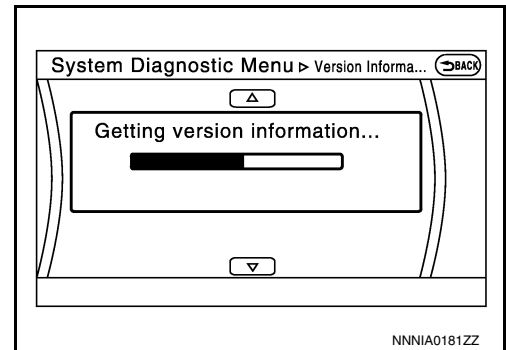 System Diagnostic Menu ▷ Version Informa... ⮌BACK
Getting version information...
NNNIA0181ZZ